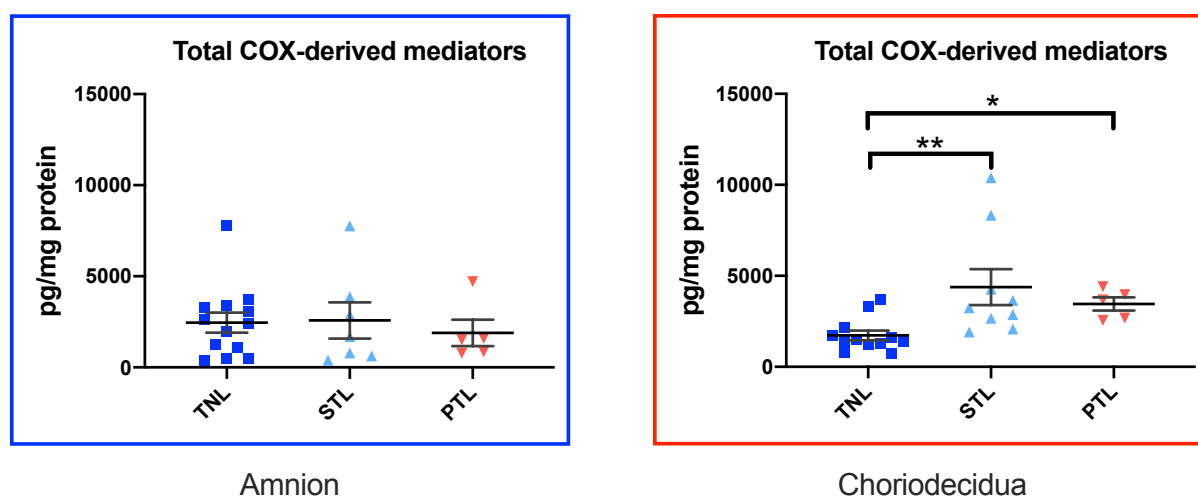 Total COX-derived mediators
pg/mg protein
15000
10000
5000
0
TNL
STL
PTL
Amnion
Total COX-derived mediators
pg/mg protein
15000
10000
5000
0
*
**
TNL
STL
PTL
Choriodecidua